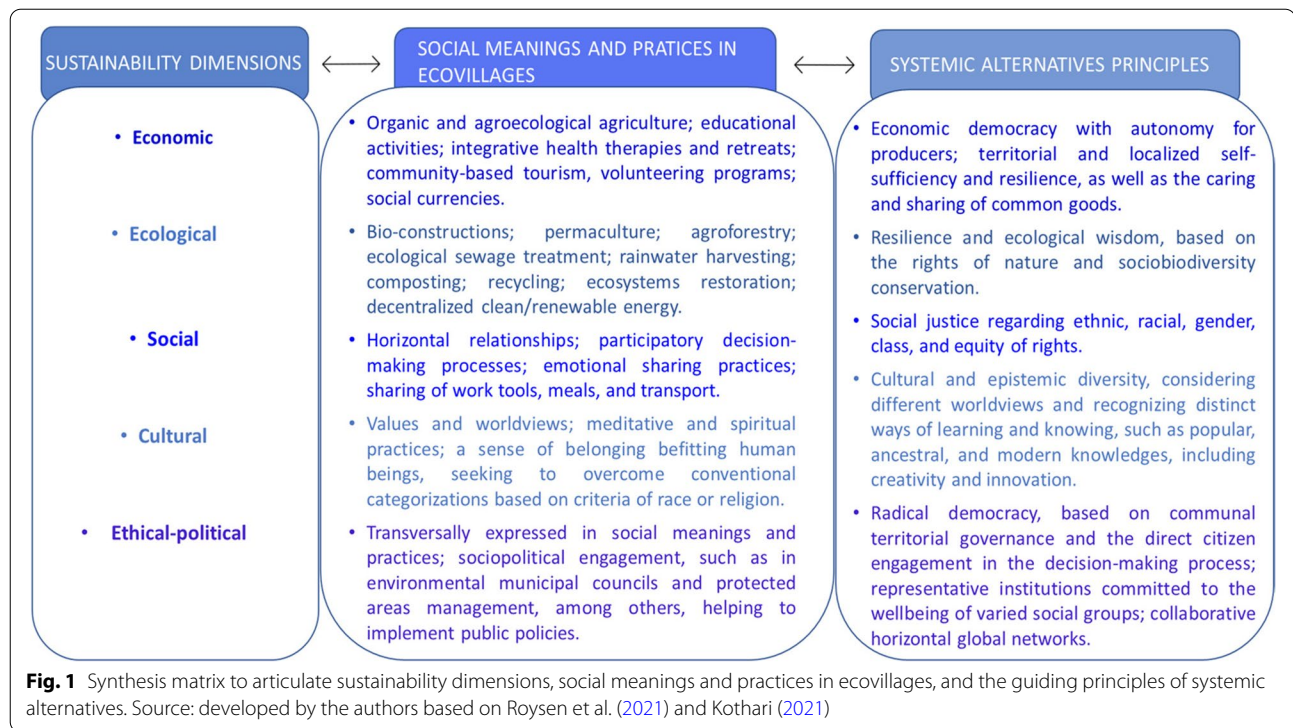 SUSTAINABILITY DIMENSIONS
SOCIAL MEANINGS AND PRATICES IN
ECOVILLAGES
SYSTEMIC ALTERNATIVES PRINCIPLES
• Economic
• Ecological
• Social
• Cultural
• Ethical-political
• Organic and agroecological agriculture; educational
activities; integrative health therapies and retreats;
community-based tourism, volunteering programs;
social currencies.
• Bio-constructions; permaculture; agroforestry;
ecological sewage treatment; rainwater harvesting;
composting; recycling; ecosystems restoration;
decentralized clean/renewable energy.
• Horizontal relationships; participatory decision-
making processes; emotional sharing practices;
sharing of work tools, meals, and transport.
• Values and worldviews; meditative and spiritual
practices; a sense of belonging befitting human
beings, seeking to overcome conventional
categorizations based on criteria of race or religion.
• Transversally expressed in social meanings and
practices; sociopolitical engagement, such as in
environmental municipal councils and protected
areas management, among others, helping to
implement public policies.
• Economic democracy with autonomy for
producers; territorial and localized self-
sufficiency and resilience, as well as the caring
and sharing of common goods.
• Resilience and ecological wisdom, based on
the rights of nature and sociobiodiversity
conservation.
• Social justice regarding ethnic, racial, gender,
class, and equity of rights.
• Cultural and epistemic diversity, considering
different worldviews and recognizing distinct
ways of learning and knowing, such as popular,
ancestral, and modern knowledges, including
creativity and innovation.
• Radical democracy, based on communal
territorial governance and the direct citizen
engagement in the decision-making process;
representative institutions committed to the
wellbeing of varied social groups; collaborative
horizontal global networks.
Fig. 1 Synthesis matrix to articulate sustainability dimensions, social meanings and practices in ecovillages, and the guiding principles of systemic
alternatives. Source: developed by the authors based on Roysen et al. (2021) and Kothari (2021)